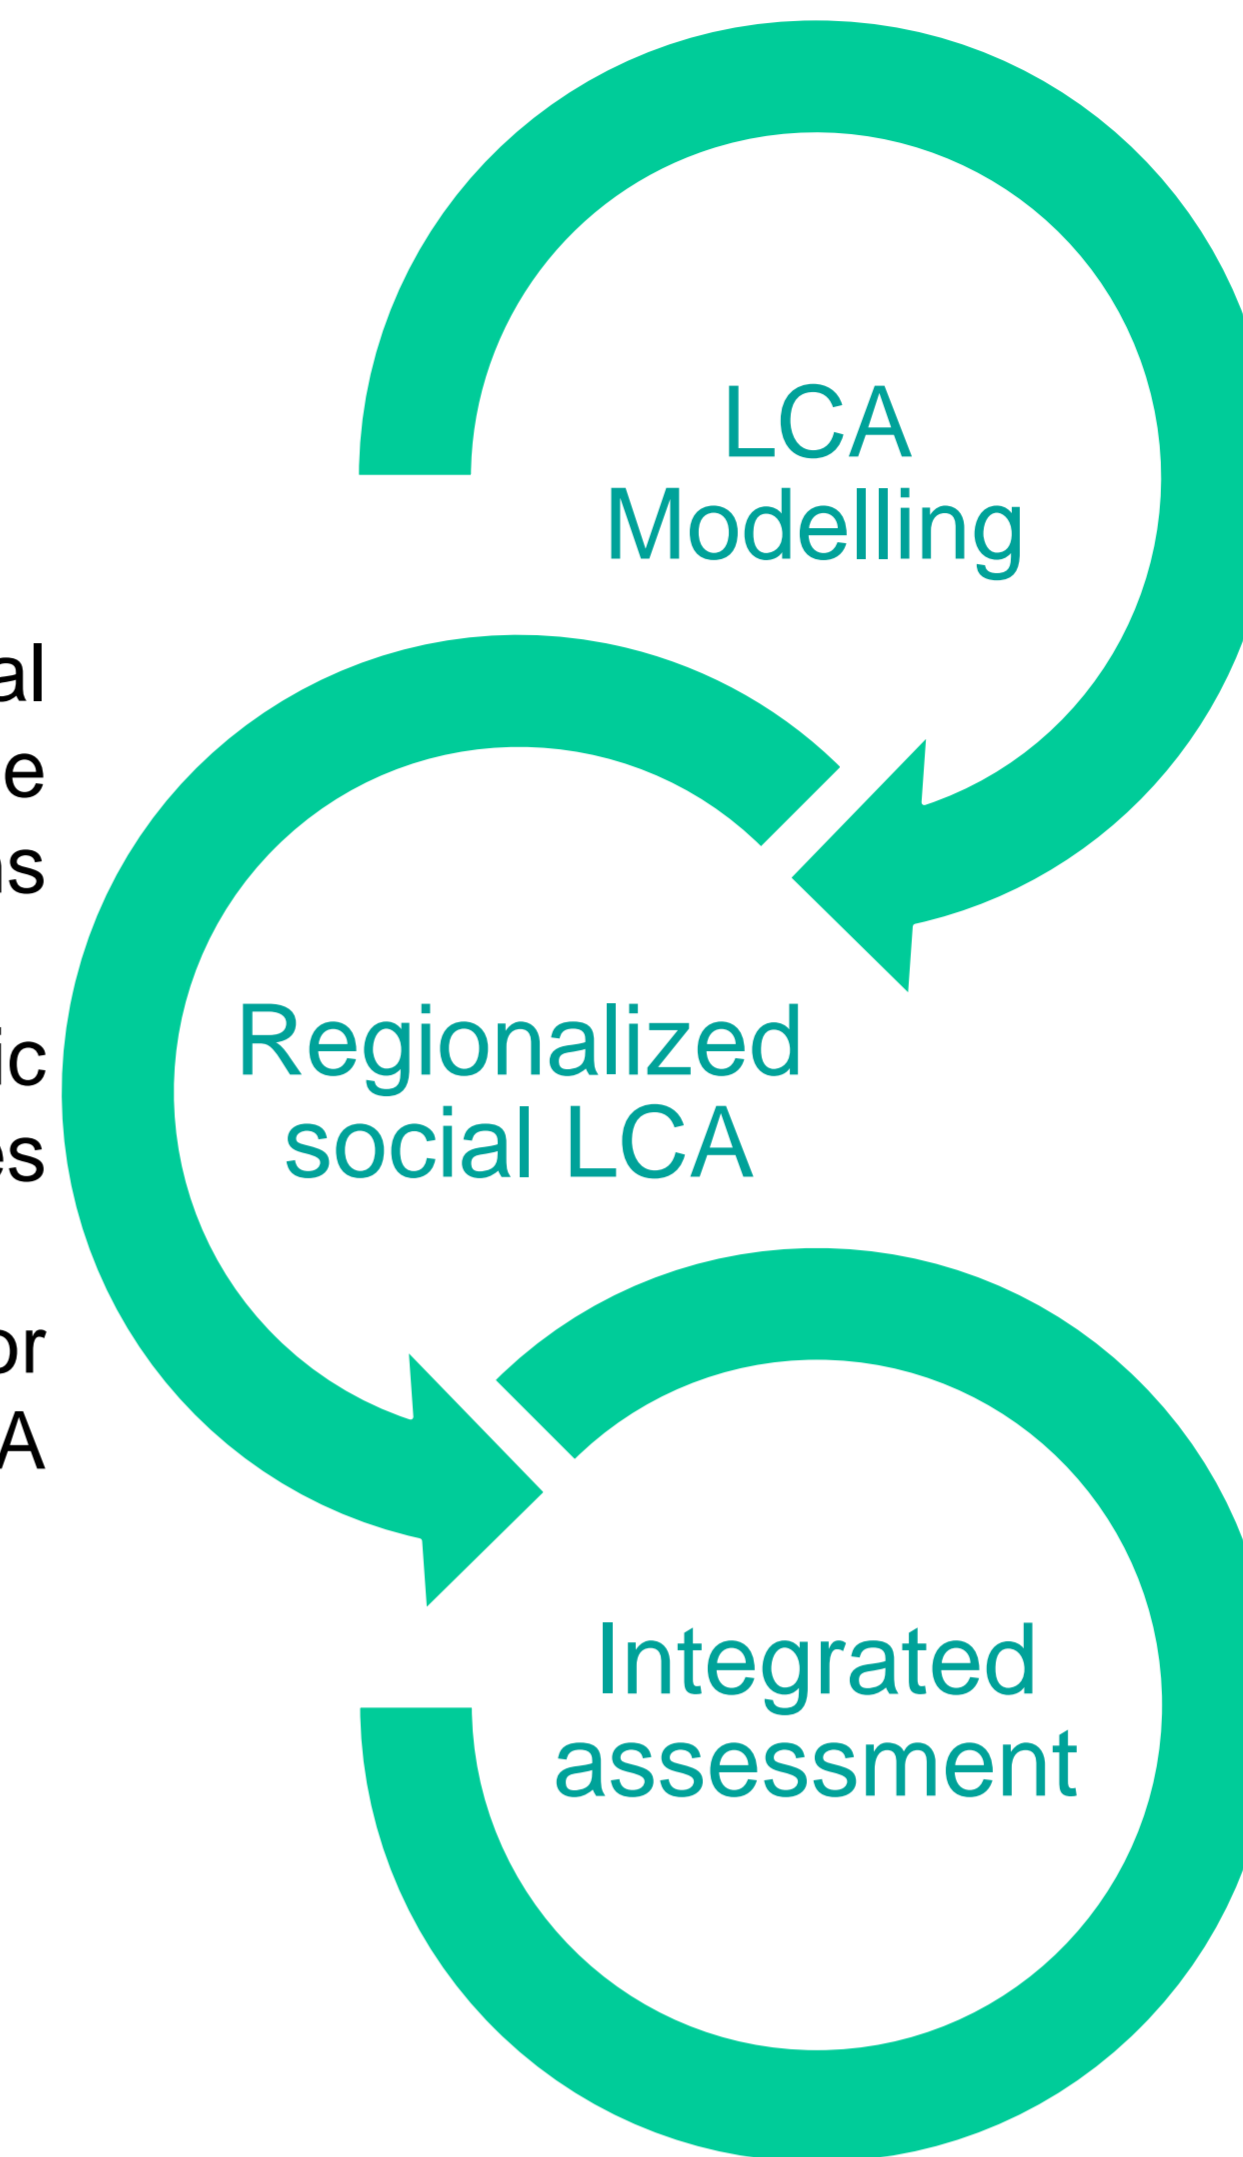 LCA
Modelling
Regionalized
social LCA
Integrated
assessment